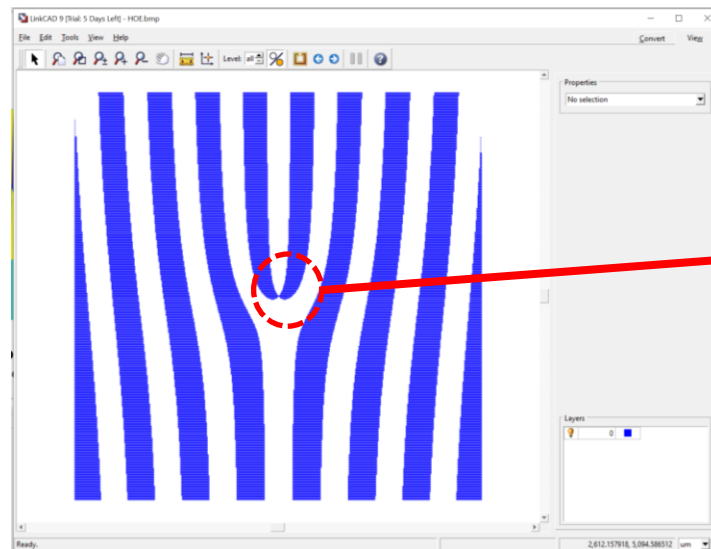 LinkCAD 9 [Trial: 5 Days Left] - HOE.bmp
File Edit Tools View Help
Convert View
Level: all
Properties
No selection
Layers
0
Ready.
2,612.157918, 5,094.586512 um